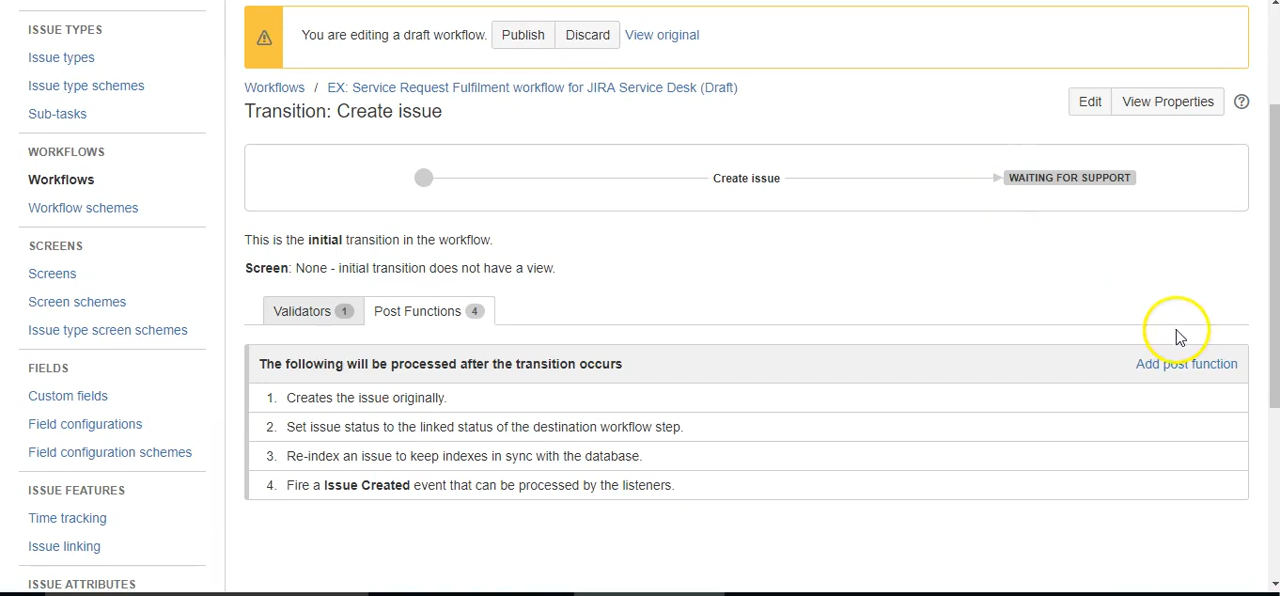 ISSUE TYPES
Issue types
Issue type schemes
Sub-tasks
WORKFLOWS
Workflows
Workflow schemes
SCREENS
Screens
Screen schemes
Issue type screen schemes
FIELDS
Custom fields
Field configurations
Field configuration schemes
ISSUE FEATURES
Time tracking
Issue linking
ISSUE ATTRIBUTES
You are editing a draft workflow. Publish Discard View original
Workflows / EX: Service Request Fulfilment workflow for JIRA Service Desk (Draft)
Transition: Create issue
Edit View Properties ?
Create issue WAITING FOR SUPPORT
This is the initial transition in the workflow.
Screen: None - initial transition does not have a view.
Validators 1 Post Functions 4
The following will be processed after the transition occurs Add post function
1. Creates the issue originally.
2. Set issue status to the linked status of the destination workflow step.
3. Re-index an issue to keep indexes in sync with the database.
4. Fire a Issue Created event that can be processed by the listeners.